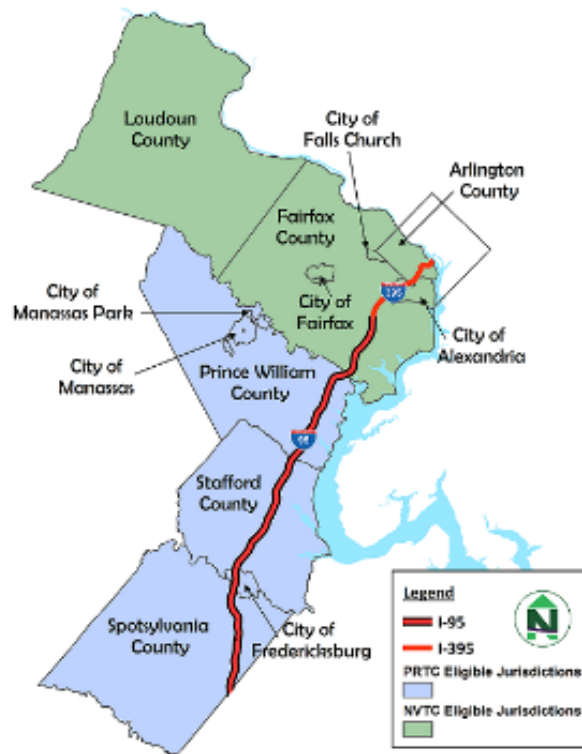 Loudoun
County
City of
Falls Church
Arlington
County
Fairfax
County
City of
Manassas Park
City of
Fairfax
City of
Alexandria
City of
Manassas
Prince William
County
Stafford
County
Spotsylvania
County
City of
Fredericksburg
Legend
N
I-95
I-395
PRTC Eligible Jurisdictions
NVTC Eligible Jurisdictions